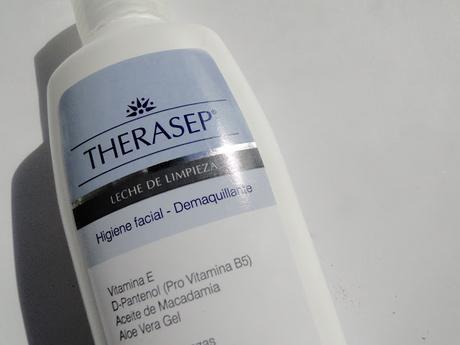 THERASEP®
LECHE DE LIMPIEZA
Higiene facial - Demaquillante
Vitamina E
D-Pantenol (Pro Vitamina B5)
Aceite de Macadamia
Aloe Vera Gel